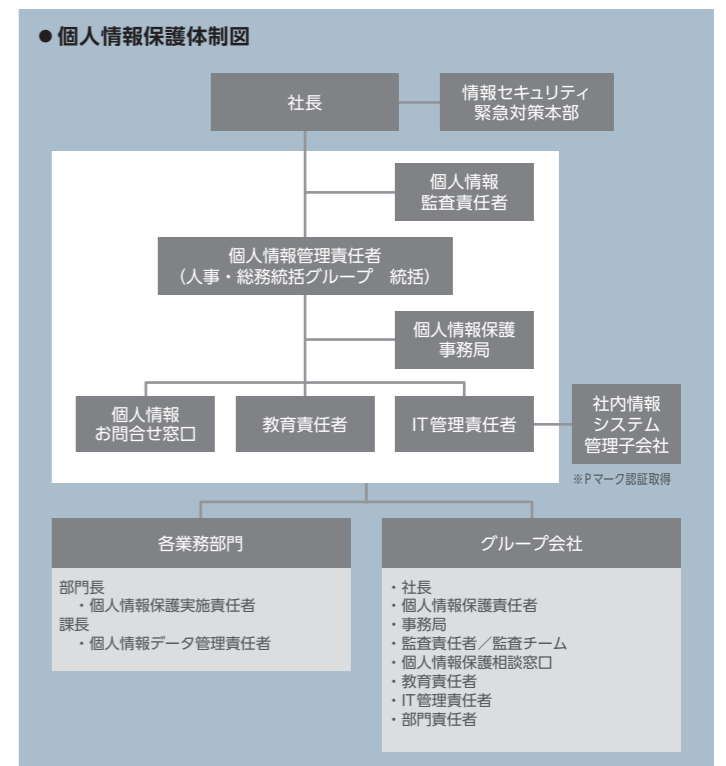 ●個人情報保護体制図
社長
情報セキュリティ
緊急対策本部
個人情報
監査責任者
個人情報管理責任者
（人事・総務統括グループ　統括）
個人情報保護
事務局
個人情報
お問合せ窓口
教育責任者
IT管理責任者
社内情報
システム
管理子会社
※Pマーク認証取得
各業務部門
部門長
・個人情報保護実施責任者
課長
・個人情報データ管理責任者
グループ会社
・社長
・個人情報保護責任者
・事務局
・監査責任者／監査チーム
・個人情報保護相談窓口
・教育責任者
・IT管理責任者
・部門責任者